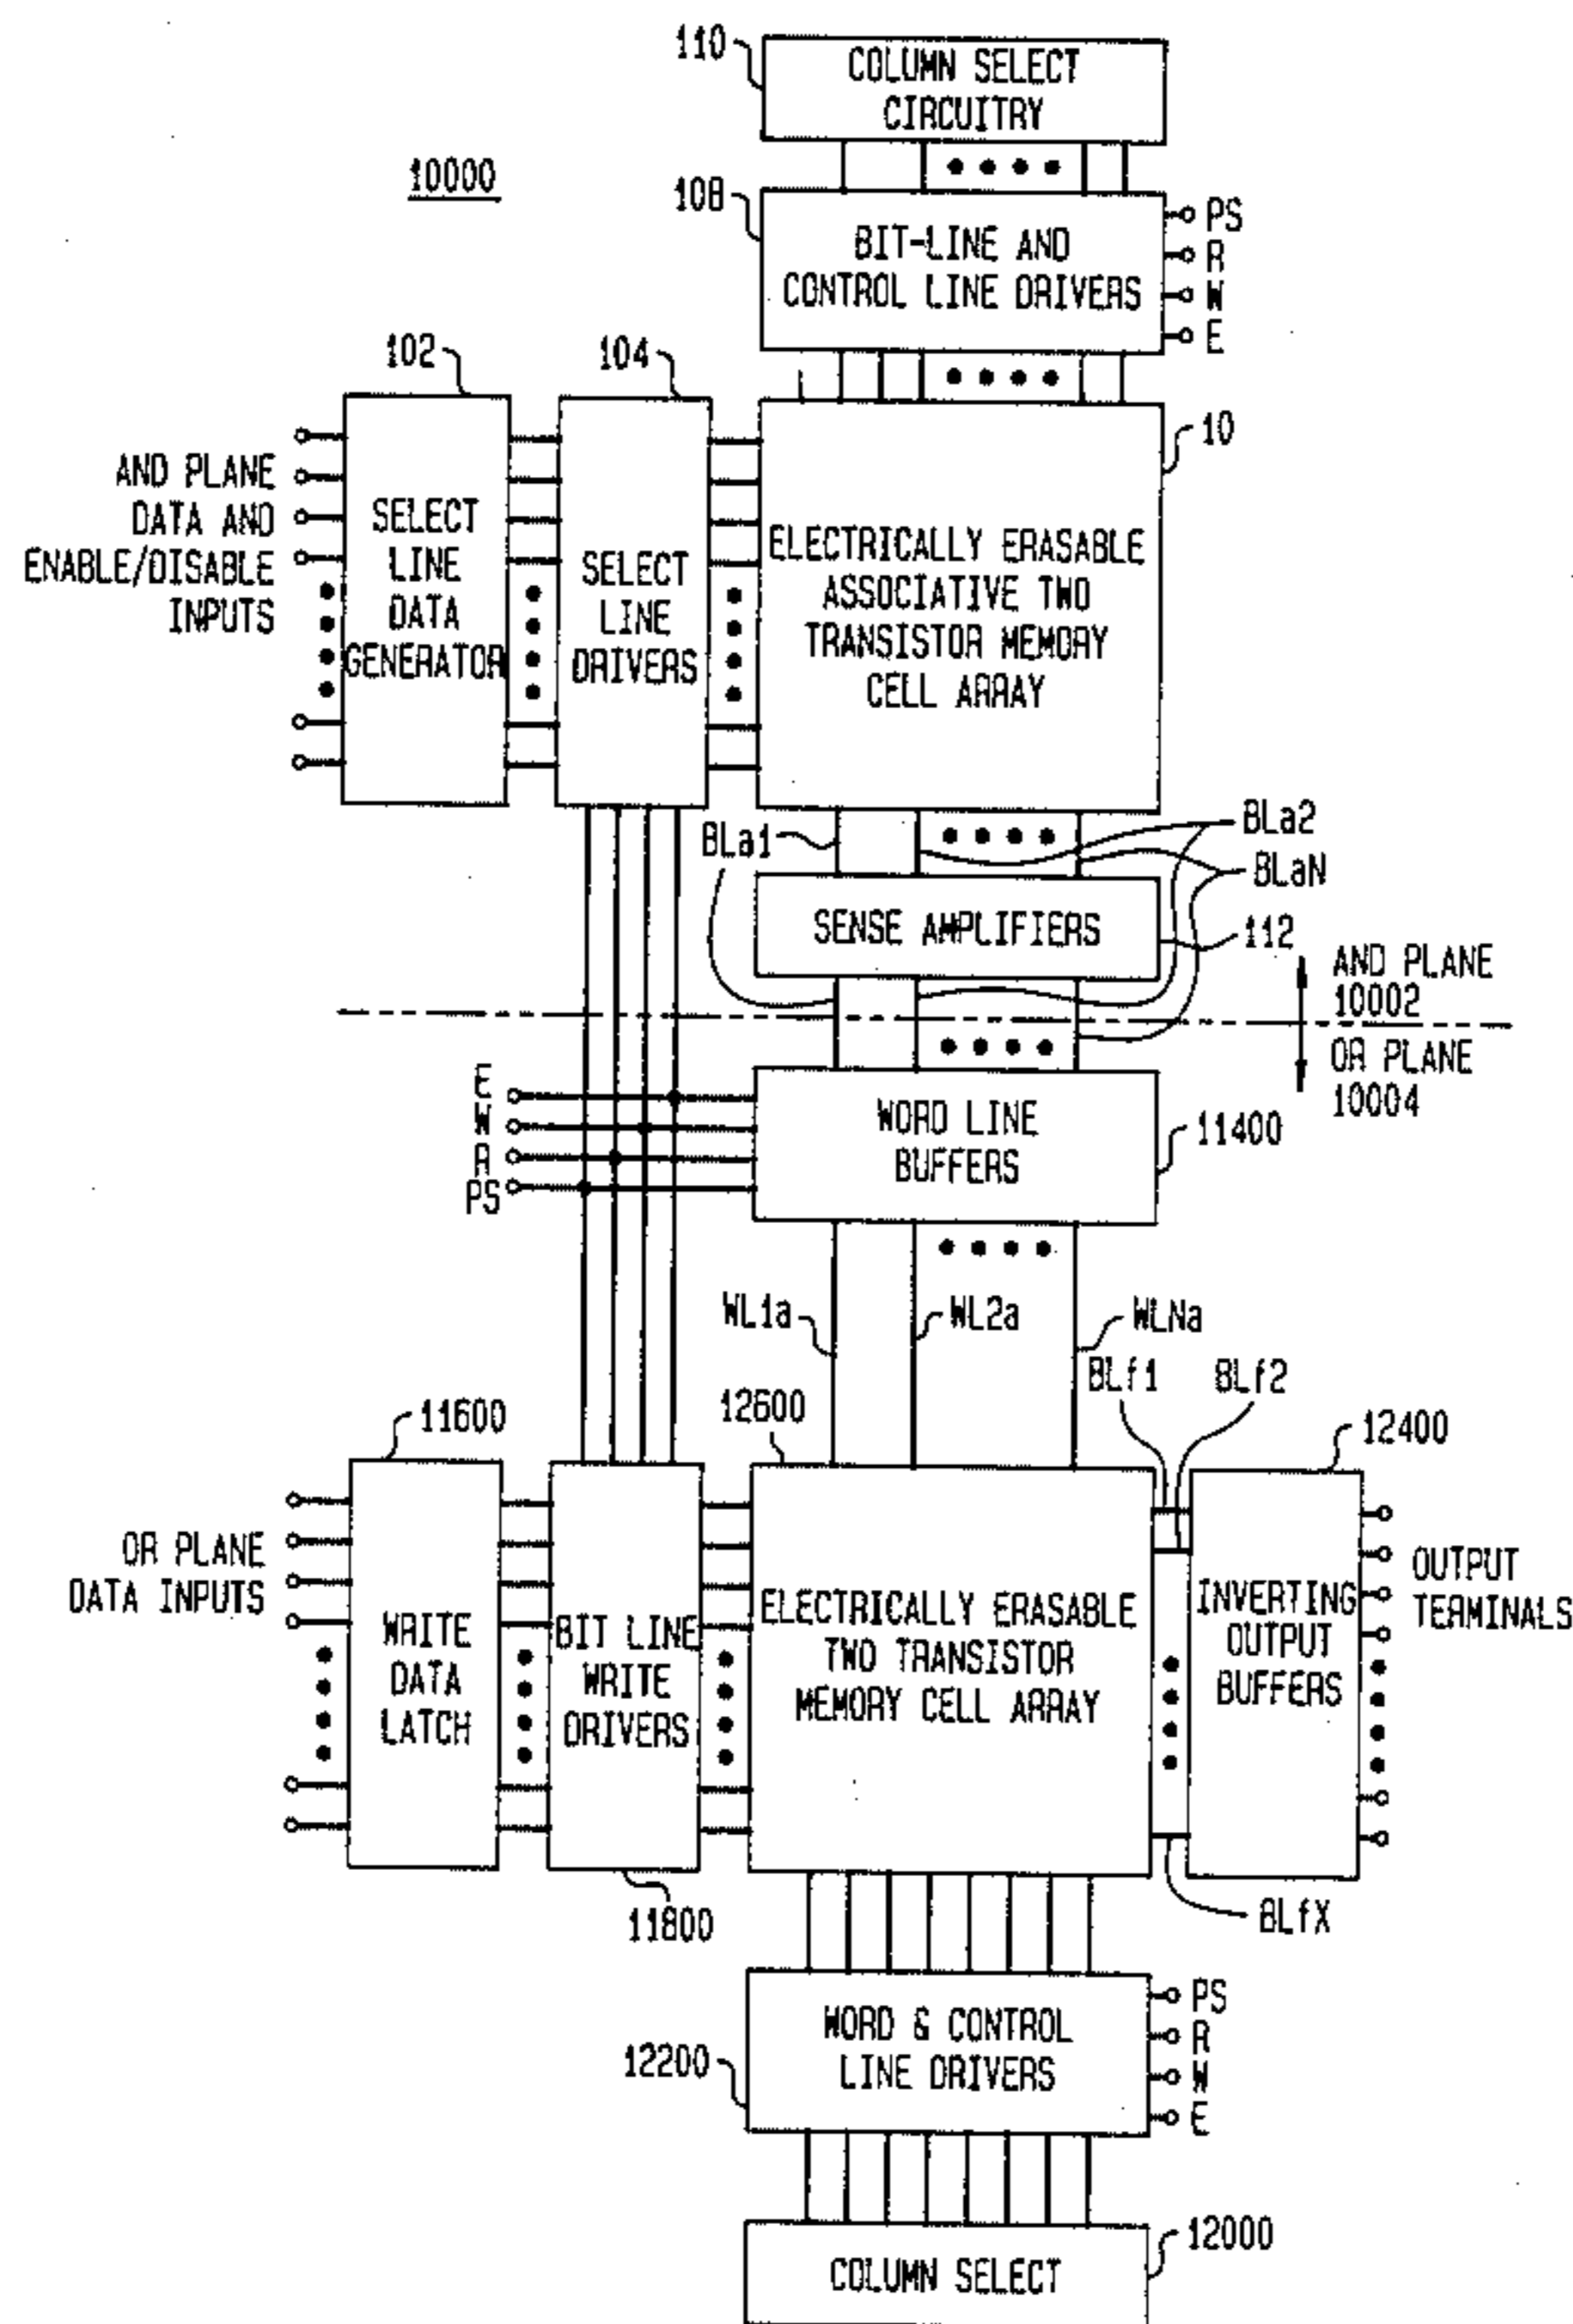 110
COLUMN SELECT
CIRCUITRY
10000
108
BIT-LINE AND
CONTROL LINE DRIVERS
PS
R
W
E
102
104
10
AND PLANE
DATA AND
ENABLE/DISABLE
INPUTS
SELECT
LINE
DATA
GENERATOR
SELECT
LINE
DRIVERS
ELECTRICALLY ERASABLE
ASSOCIATIVE TWO
TRANSISTOR MEMORY
CELL ARRAY
BLa1
BLa2
BLaN
SENSE AMPLIFIERS
112
AND PLANE
10002
OR PLANE
10004
E
W
R
PS
WORD LINE
BUFFERS
11400
WL1a
WL2a
WLNa
BLf1
BLf2
12600
11600
12400
OR PLANE
DATA INPUTS
WRITE
DATA
LATCH
BIT LINE
WRITE
DRIVERS
ELECTRICALLY ERASABLE
TWO TRANSISTOR
MEMORY CELL ARRAY
INVERTING
OUTPUT
BUFFERS
OUTPUT
TERMINALS
11800
BLfX
WORD & CONTROL
LINE DRIVERS
12200
PS
R
W
E
12000
COLUMN SELECT